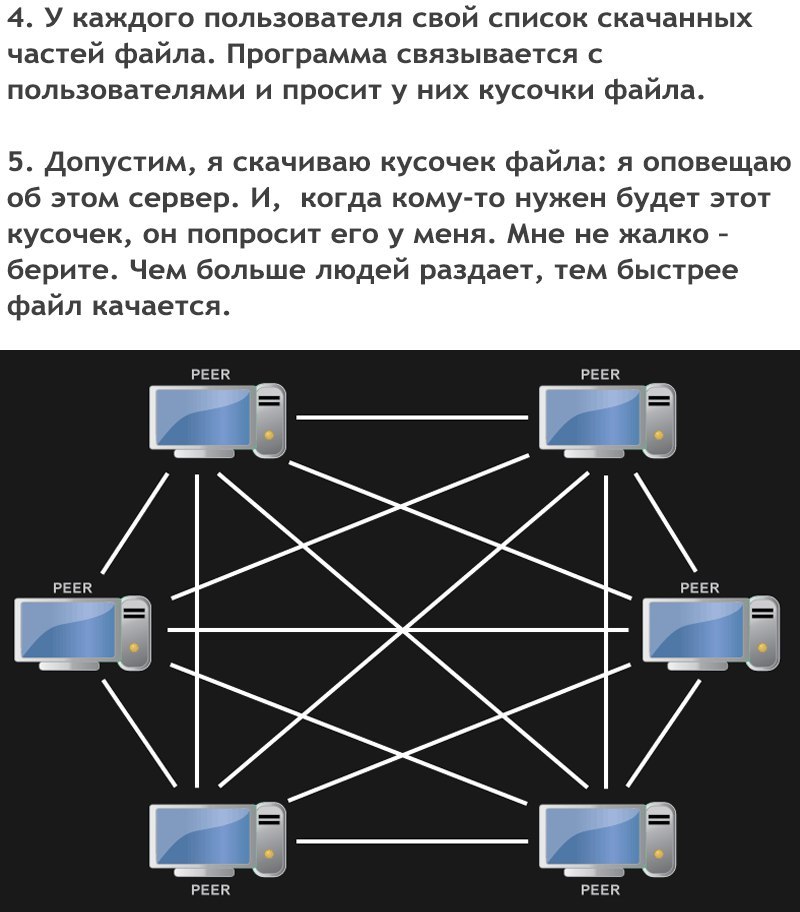 4. У каждого пользователя свой список скачанных
частей файла. Программа связывается с
пользователями и просит у них кусочки файла.
5. Допустим, я скачиваю кусочек файла: я оповещаю
об этом сервер. И,  когда кому-то нужен будет этот
кусочек, он попросит его у меня. Мне не жалко –
берите. Чем больше людей раздает, тем быстрее
файл качается.
PEER
PEER
PEER
PEER
PEER
PEER